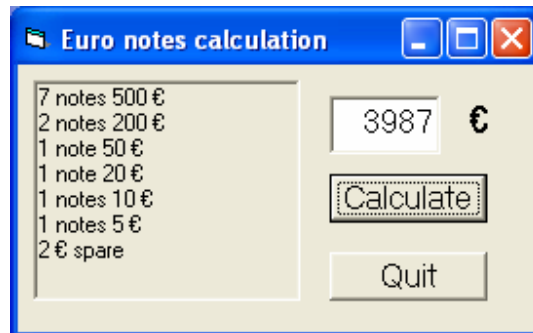 Euro notes calculation
7 notes 500 €
2 notes 200 €
1 note 50 €
1 note 20 €
1 notes 10 €
1 notes 5 €
2 € spare
3987 €
Calculate
Quit